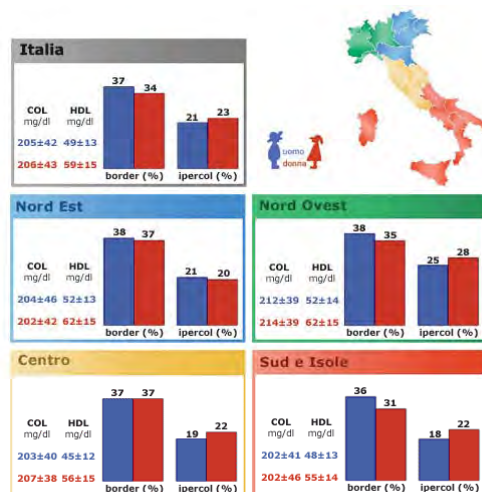 Italia
37 34
21 23
COL HDL
mg/dl mg/dl
205±42 49±13
206±43 59±15
border (%) ipercol (%)
uomo
donna
Nord Est
38 37
21 20
COL HDL
mg/dl mg/dl
204±46 52±13
202±42 62±15
border (%) ipercol (%)
Nord Ovest
38 35
25 28
COL HDL
mg/dl mg/dl
212±39 52±14
214±39 62±15
border (%) ipercol (%)
Centro
37 37
19 22
COL HDL
mg/dl mg/dl
203±40 45±12
207±38 56±15
border (%) ipercol (%)
Sud e Isole
36 31
18 22
COL HDL
mg/dl mg/dl
202±41 48±13
202±46 55±14
border (%) ipercol (%)